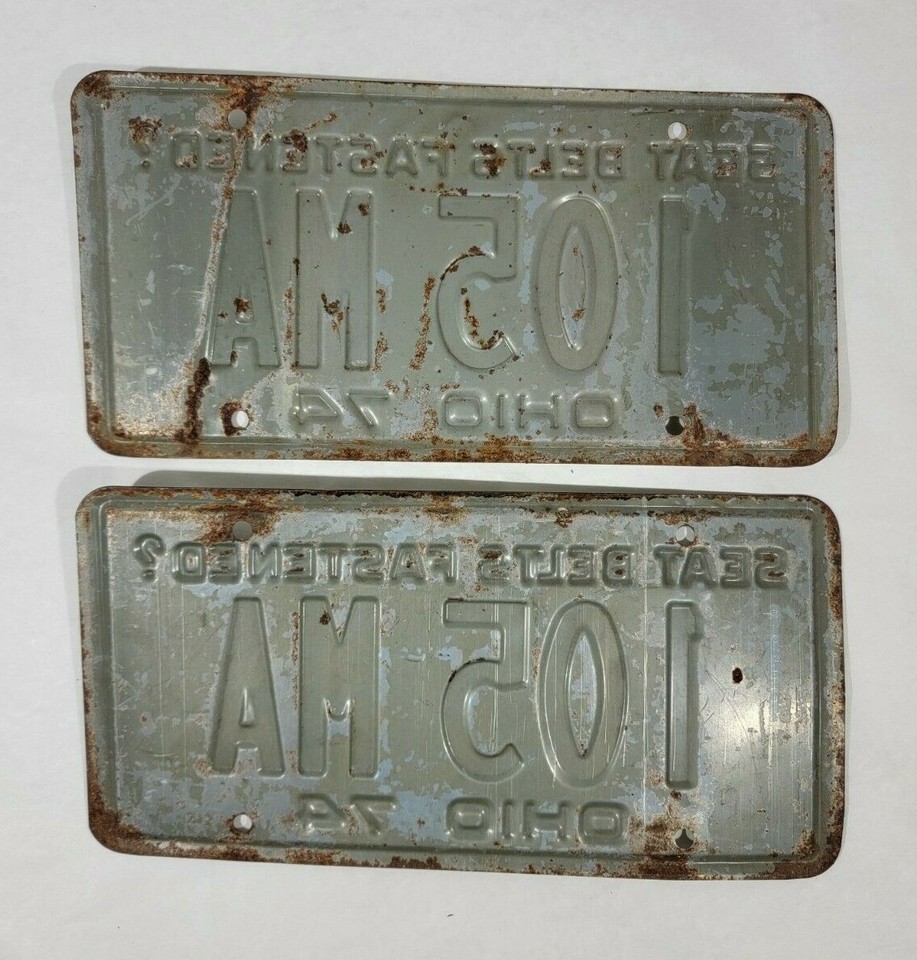 SEAT BELTS FASTENED?
105 MA
OHIO 74
SEAT BELTS FASTENED?
105 MA
OHIO 74